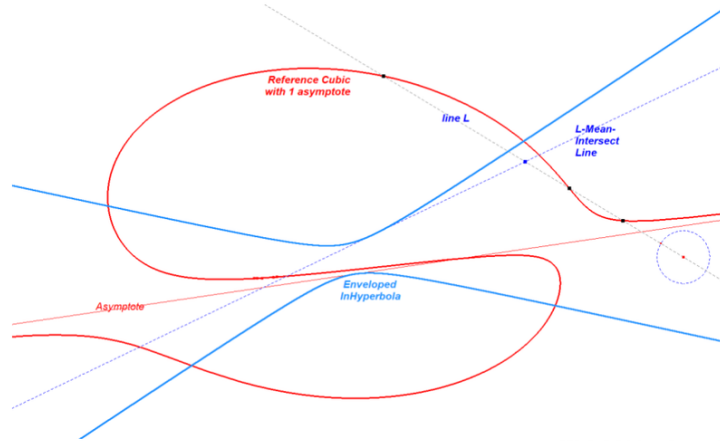 Reference Cubic
with 1 asymptote
line L
L-Mean-
Intersect
Line
Enveloped
InHyperbola
Asymptote